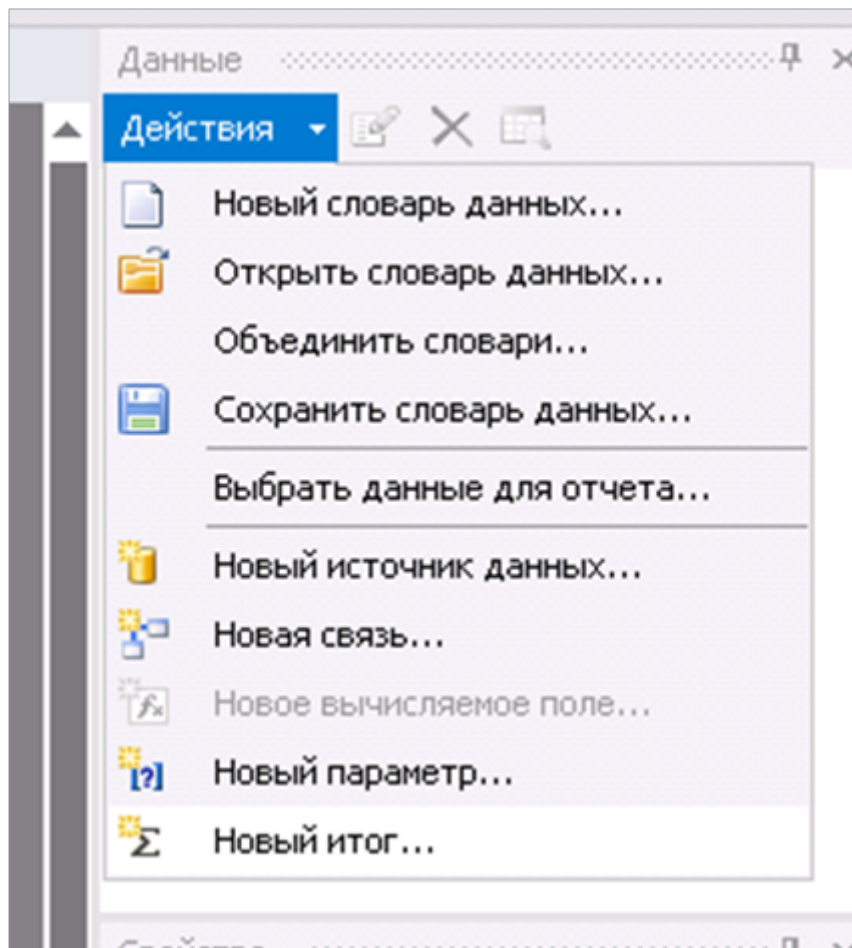 Данные
Действия
Новый словарь данных...
Открыть словарь данных...
Объединить словари...
Сохранить словарь данных...
Выбрать данные для отчета...
Новый источник данных...
Новая связь...
Новое вычисляемое поле...
Новый параметр...
Новый итог...